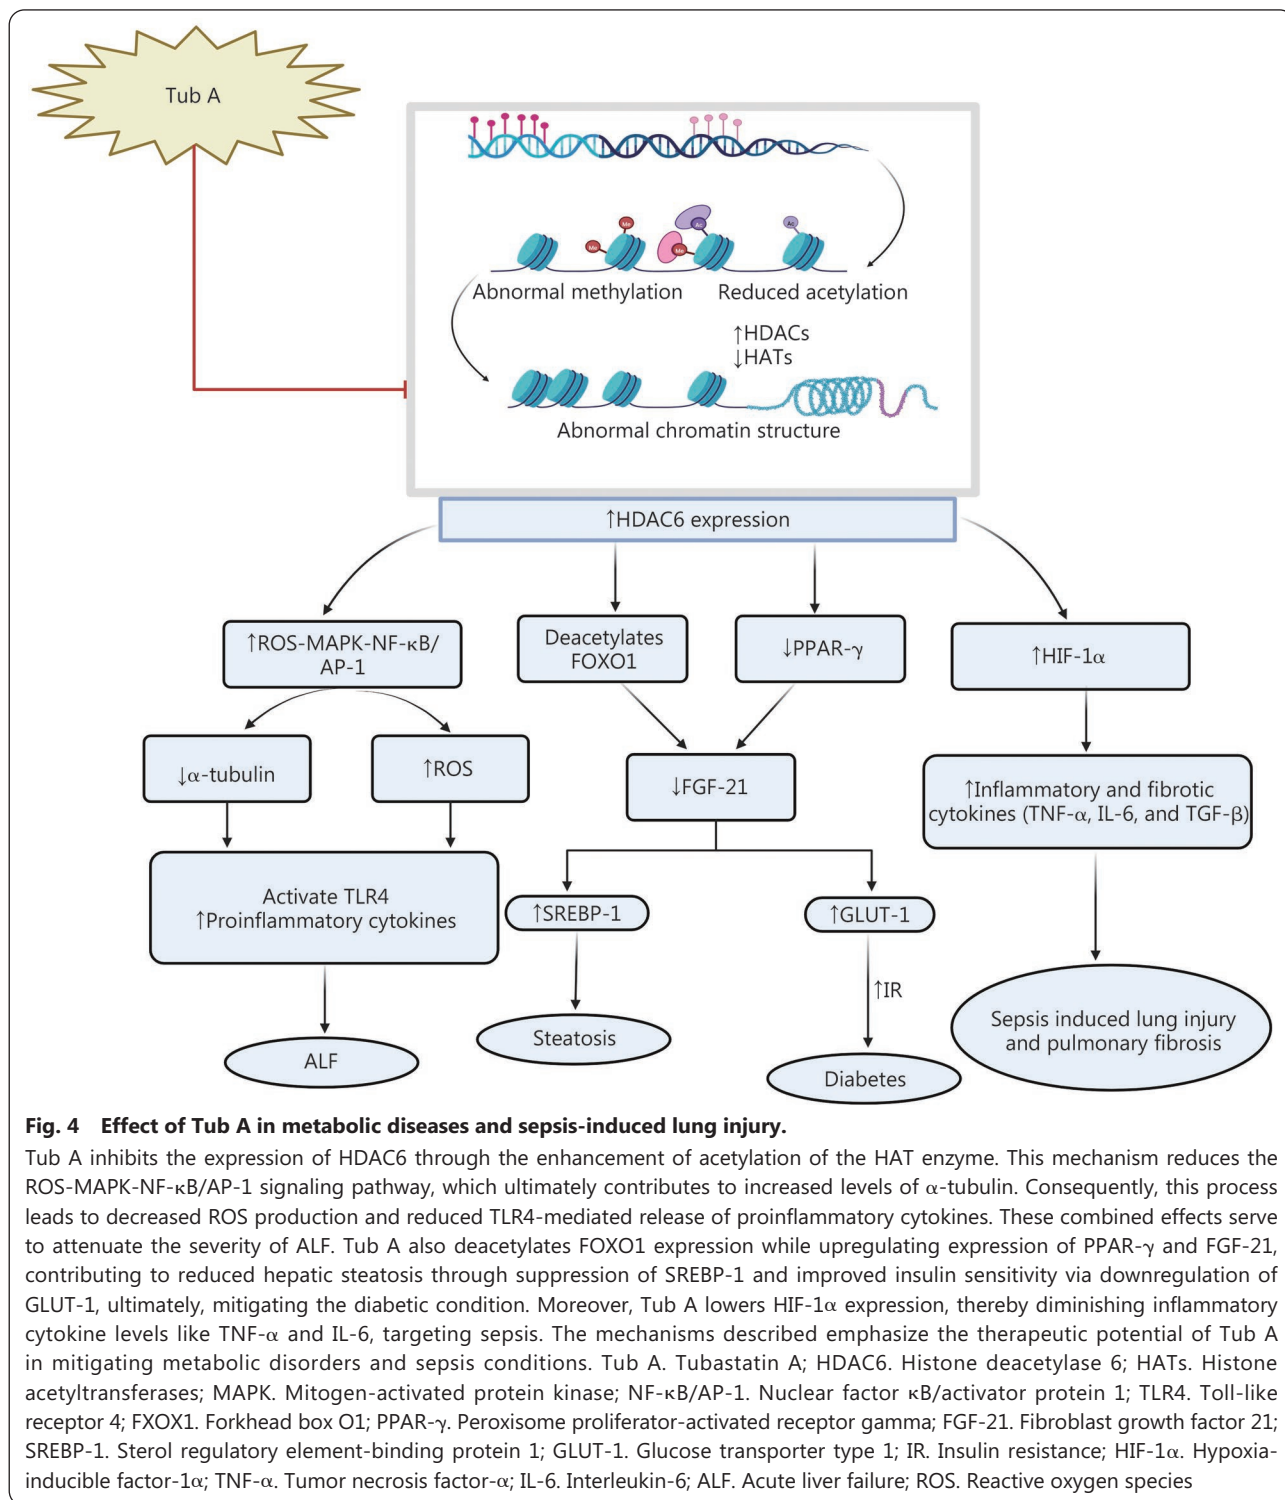 Tub A
Me
Me
Ac
Me
Ac
Abnormal methylation
Reduced acetylation
↑HDACs
↓HATs
Abnormal chromatin structure
↑HDAC6 expression
↑ROS-MAPK-NF-κB/
AP-1
Deacetylates
FOXO1
↓PPAR-γ
↑HIF-1α
↓α-tubulin
↑ROS
↓FGF-21
↑Inflammatory and fibrotic
cytokines (TNF-α, IL-6, and TGF-β)
Activate TLR4
↑Proinflammatory cytokines
↑SREBP-1
↑GLUT-1
↑IR
ALF
Steatosis
Diabetes
Sepsis induced lung injury
and pulmonary fibrosis
Fig. 4 Effect of Tub A in metabolic diseases and sepsis-induced lung injury.
Tub A inhibits the expression of HDAC6 through the enhancement of acetylation of the HAT enzyme. This mechanism reduces the
ROS-MAPK-NF-κB/AP-1 signaling pathway, which ultimately contributes to increased levels of α-tubulin. Consequently, this process
leads to decreased ROS production and reduced TLR4-mediated release of proinflammatory cytokines. These combined effects serve
to attenuate the severity of ALF. Tub A also deacetylates FOXO1 expression while upregulating expression of PPAR-γ and FGF-21,
contributing to reduced hepatic steatosis through suppression of SREBP-1 and improved insulin sensitivity via downregulation of
GLUT-1, ultimately, mitigating the diabetic condition. Moreover, Tub A lowers HIF-1α expression, thereby diminishing inflammatory
cytokine levels like TNF-α and IL-6, targeting sepsis. The mechanisms described emphasize the therapeutic potential of Tub A
in mitigating metabolic disorders and sepsis conditions. Tub A. Tubastatin A; HDAC6. Histone deacetylase 6; HATs. Histone
acetyltransferases; MAPK. Mitogen-activated protein kinase; NF-κB/AP-1. Nuclear factor κB/activator protein 1; TLR4. Toll-like
receptor 4; FXOX1. Forkhead box O1; PPAR-γ. Peroxisome proliferator-activated receptor gamma; FGF-21. Fibroblast growth factor 21;
SREBP-1. Sterol regulatory element-binding protein 1; GLUT-1. Glucose transporter type 1; IR. Insulin resistance; HIF-1α. Hypoxia-
inducible factor-1α; TNF-α. Tumor necrosis factor-α; IL-6. Interleukin-6; ALF. Acute liver failure; ROS. Reactive oxygen species